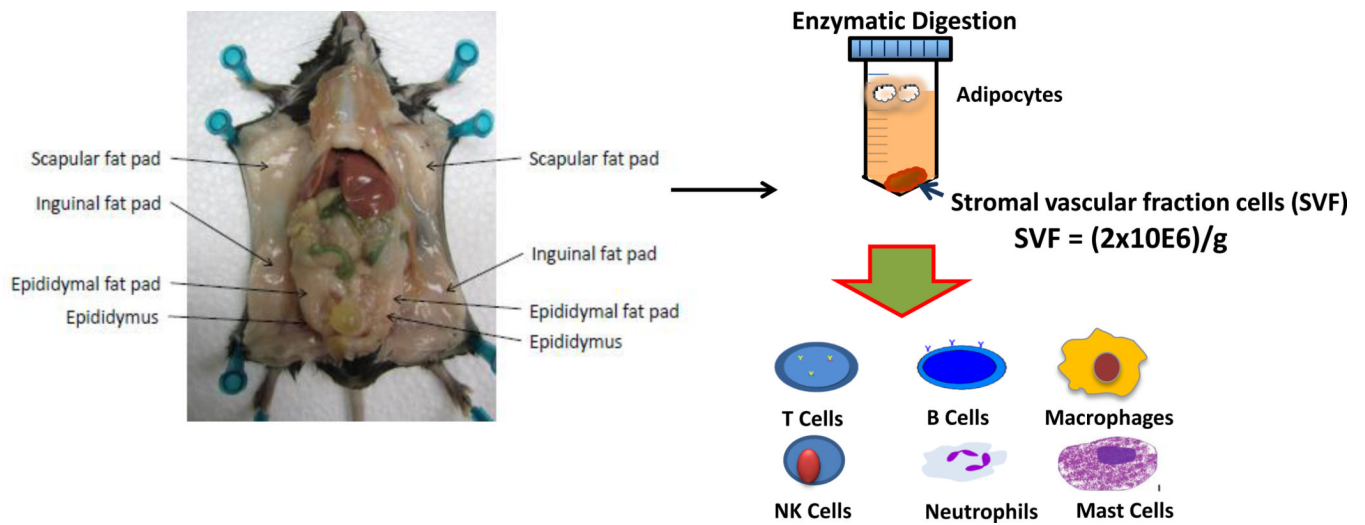 Enzymatic Digestion
Adipocytes
Scapular fat pad
Scapular fat pad
Inguinal fat pad
Stromal vascular fraction cells (SVF)
SVF = (2x10E6)/g
Inguinal fat pad
Epididymal fat pad
Epididymal fat pad
Epididymus
Epididymus
T Cells
B Cells
Macrophages
NK Cells
Neutrophils
Mast Cells